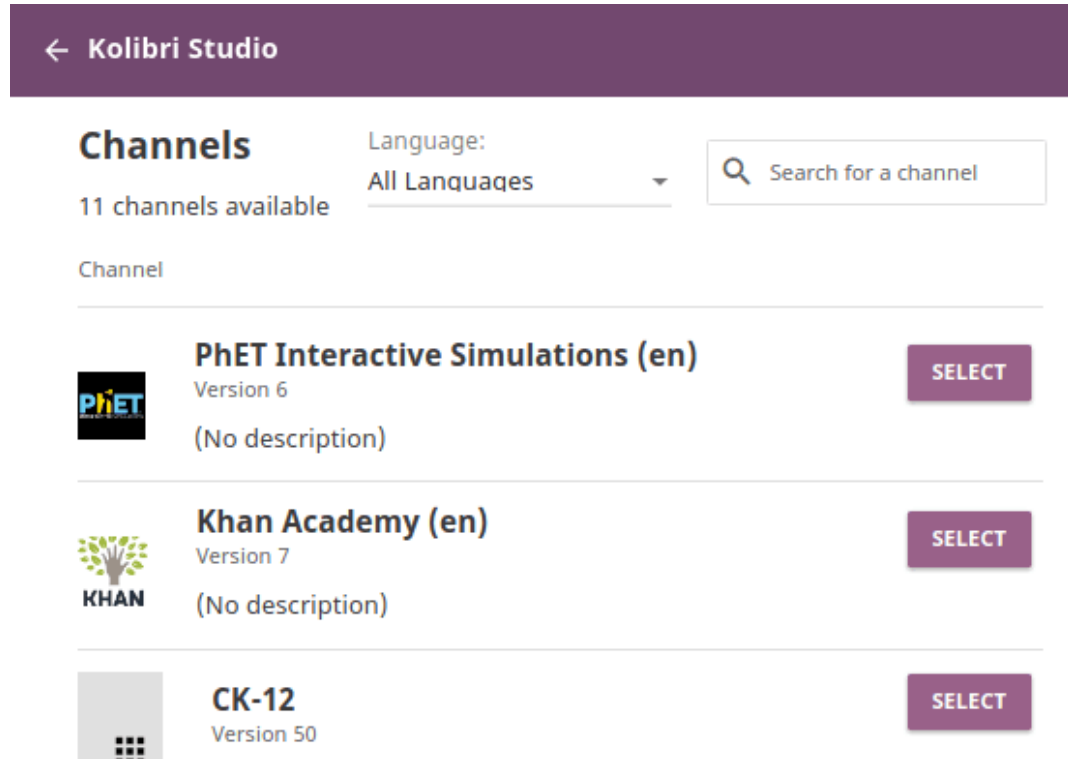 Kolibri Studio
Channels
Language:
All Languages
Search for a channel
11 channels available
Channel
PhET
PhET Interactive Simulations (en)
Version 6
(No description)
SELECT
Khan Academy (en)
Version 7
(No description)
KHAN
SELECT
CK-12
Version 50
SELECT